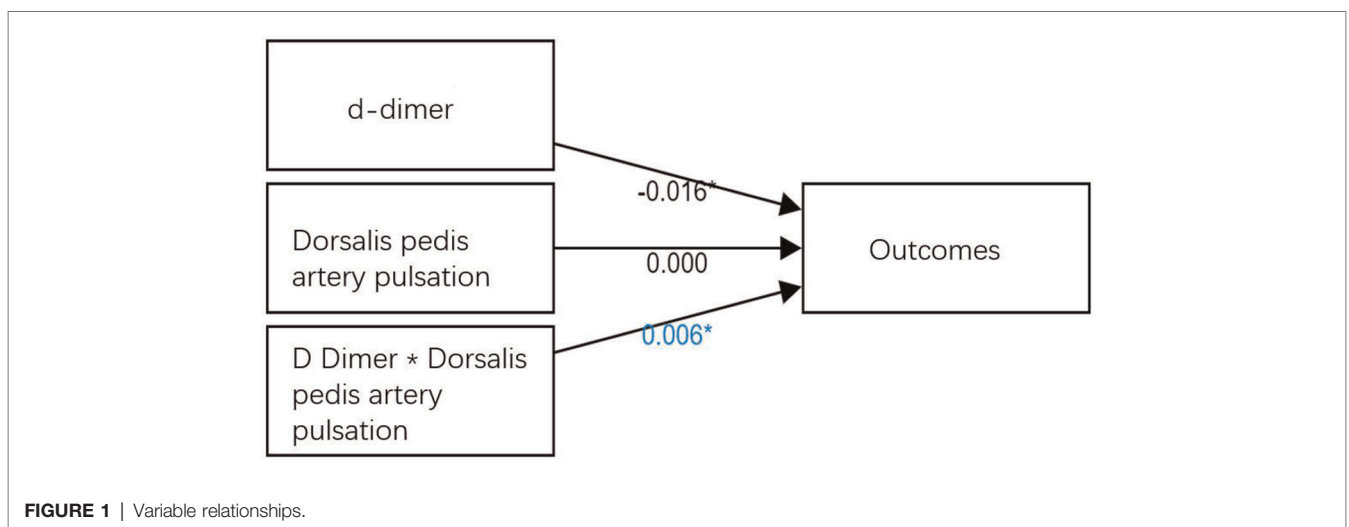 d-dimer
-0.016*
Dorsalis pedis
artery pulsation
0.000
Outcomes
D Dimer * Dorsalis
pedis artery
pulsation
0.006*
FIGURE 1 | Variable relationships.